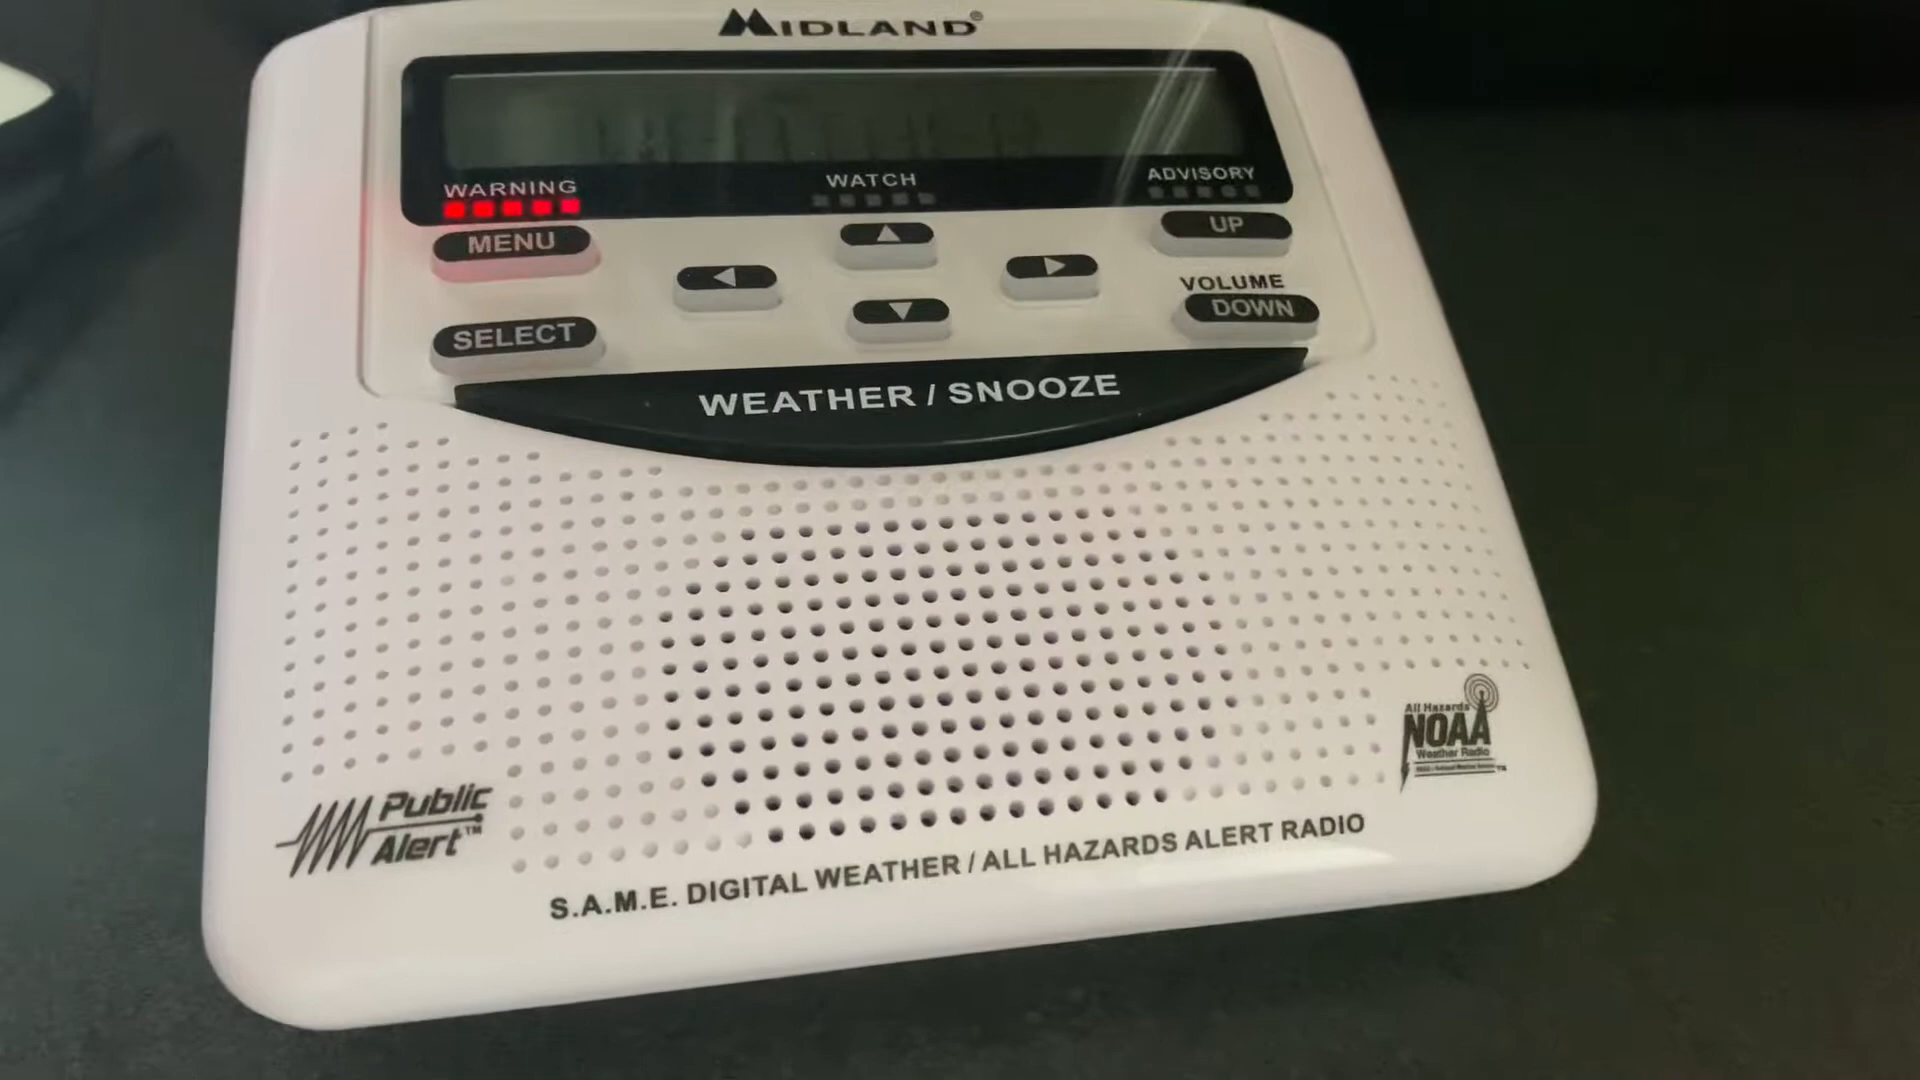 MIDLAND®
WARNING
WATCH
ADVISORY
MENU
UP
VOLUME
DOWN
SELECT
WEATHER / SNOOZE
All Hazards
NOAA
Weather Radio
Public
Alert™
S.A.M.E. DIGITAL WEATHER / ALL HAZARDS ALERT RADIO